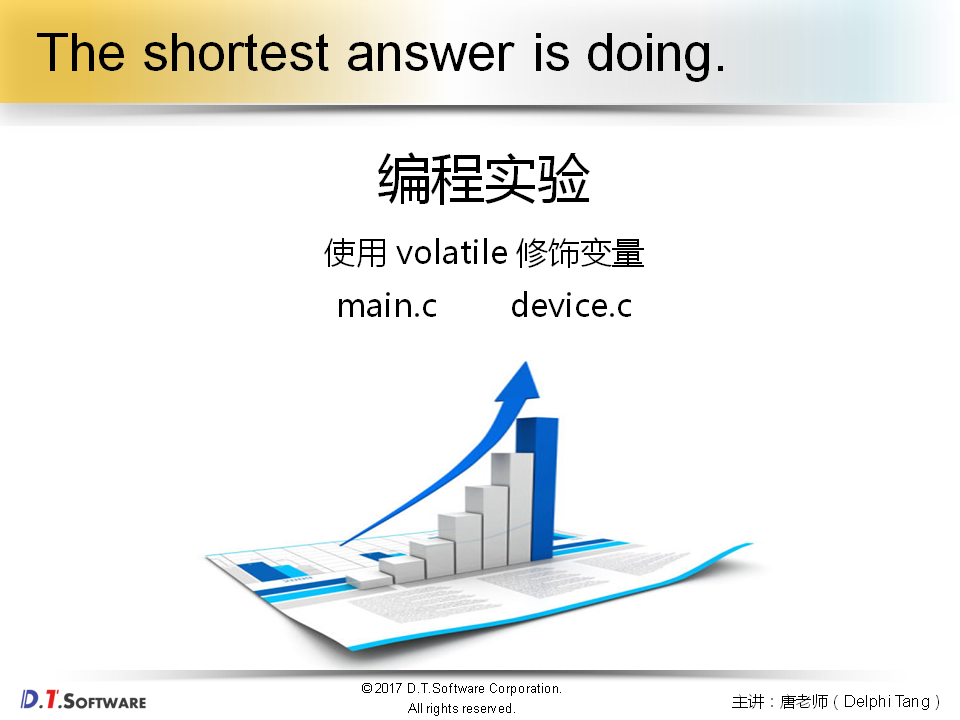 The shortest answer is doing.
编程实验
使用 volatile 修饰变量
main.c device.c
2009
D.T.SOFTWARE
©2017 D.T.Software Corporation.
All rights reserved.
主讲：唐老师（Delphi Tang）